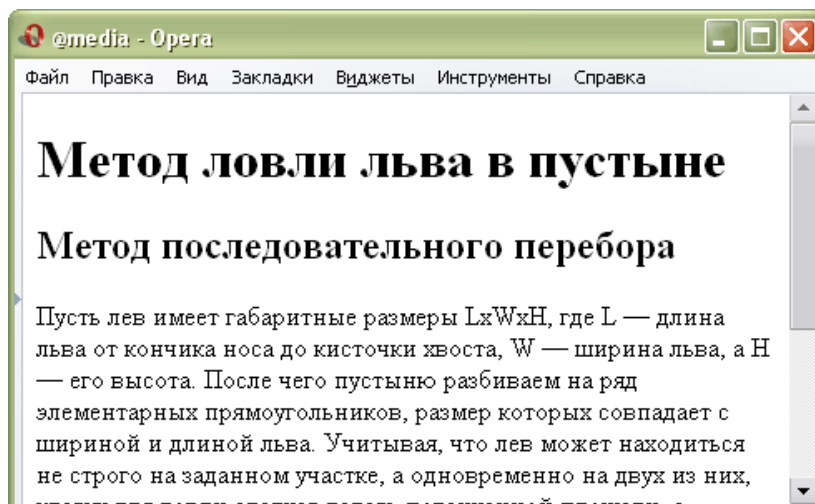 @media - Opera
Файл Правка Вид Закладки Виджеты Инструменты Справка
Метод ловли льва в пустыне
Метод последовательного перебора
Пусть лев имеет габаритные размеры LxWxH, где L — длина
льва от кончика носа до кисточки хвоста, W — ширина льва, а H
— его высота. После чего пустыню разбиваем на ряд
элементарных прямоугольников, размер которых совпадает с
шириной и длиной льва. Учитывая, что лев может находиться
не строго на заданном участке, а одновременно на двух из них,